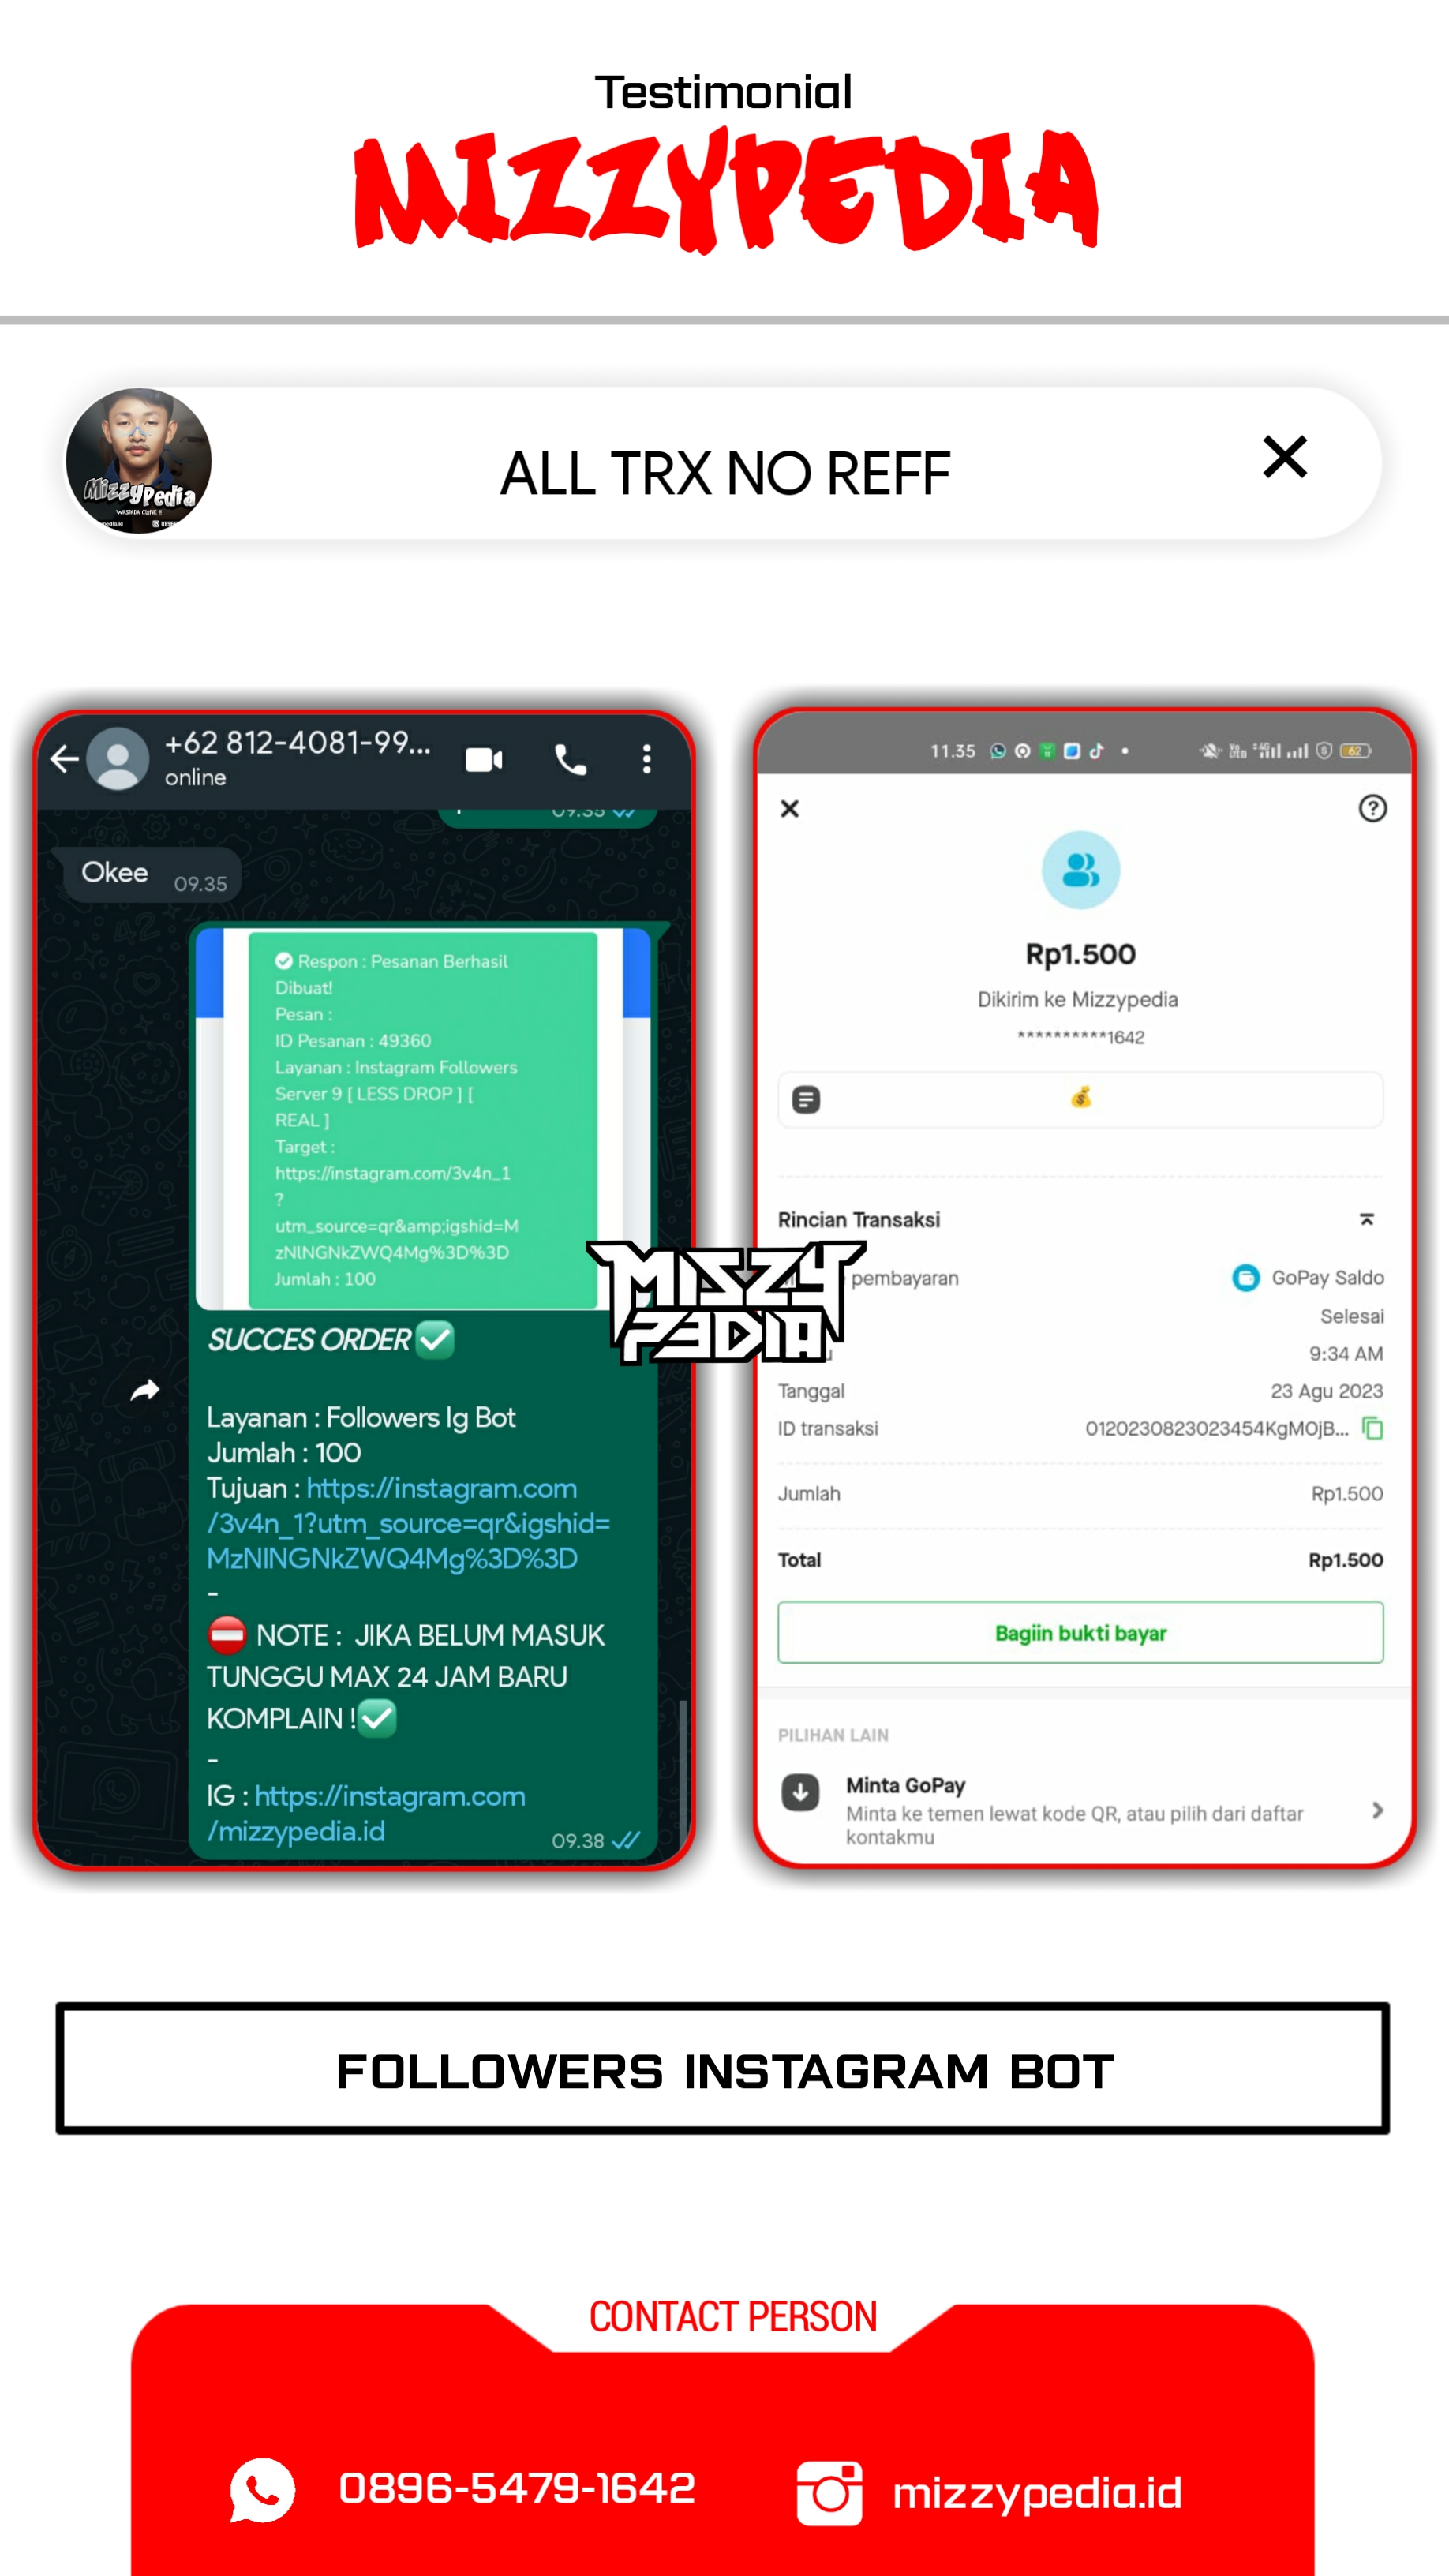 Testimonial
MIZZYPEDIA
MizzyPedia
ALL TRX NO REFF
+62 812-4081-99...
online
09.35
Okee
09.35
Respon : Pesanan Berhasil
Dibuat!
Pesan :
ID Pesanan : 49360
Layanan : Instagram Followers
Server 9 [ LESS DROP ] [
REAL ]
Target :
https://instagram.com/3v4n_1
?
utm_source=qr&amp;igshid=M
zNlNGNkZWQ4Mg%3D%3D
Jumlah : 100
SUCCES ORDER ✅
Layanan : Followers Ig Bot
Jumlah : 100
Tujuan : https://instagram.com
/3v4n_1?utm_source=qr&igshid=
MzNlNGNkZWQ4Mg%3D%3D
-
⛔ NOTE : JIKA BELUM MASUK
TUNGGU MAX 24 JAM BARU
KOMPLAIN !✅
-
IG : https://instagram.com
/mizzypedia.id
09.38
MIZZY
P3DIA
11.35
62
Rp1.500
Dikirim ke Mizzypedia
**********1642
💰
Rincian Transaksi
pembayaran
GoPay Saldo
Selesai
9:34 AM
Tanggal
23 Agu 2023
ID transaksi
0120230823023454KgMOjB...
Jumlah
Rp1.500
Total
Rp1.500
Bagiin bukti bayar
PILIHAN LAIN
Minta GoPay
Minta ke temen lewat kode QR, atau pilih dari daftar
kontakmu
FOLLOWERS INSTAGRAM BOT
CONTACT PERSON
0896-5479-1642
mizzypedia.id